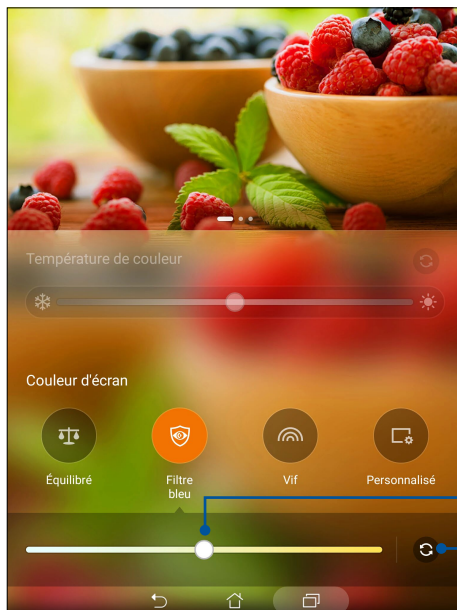 Température de couleur
Couleur d'écran
Équilibré
Filtre
bleu
Vif
Personnalisé